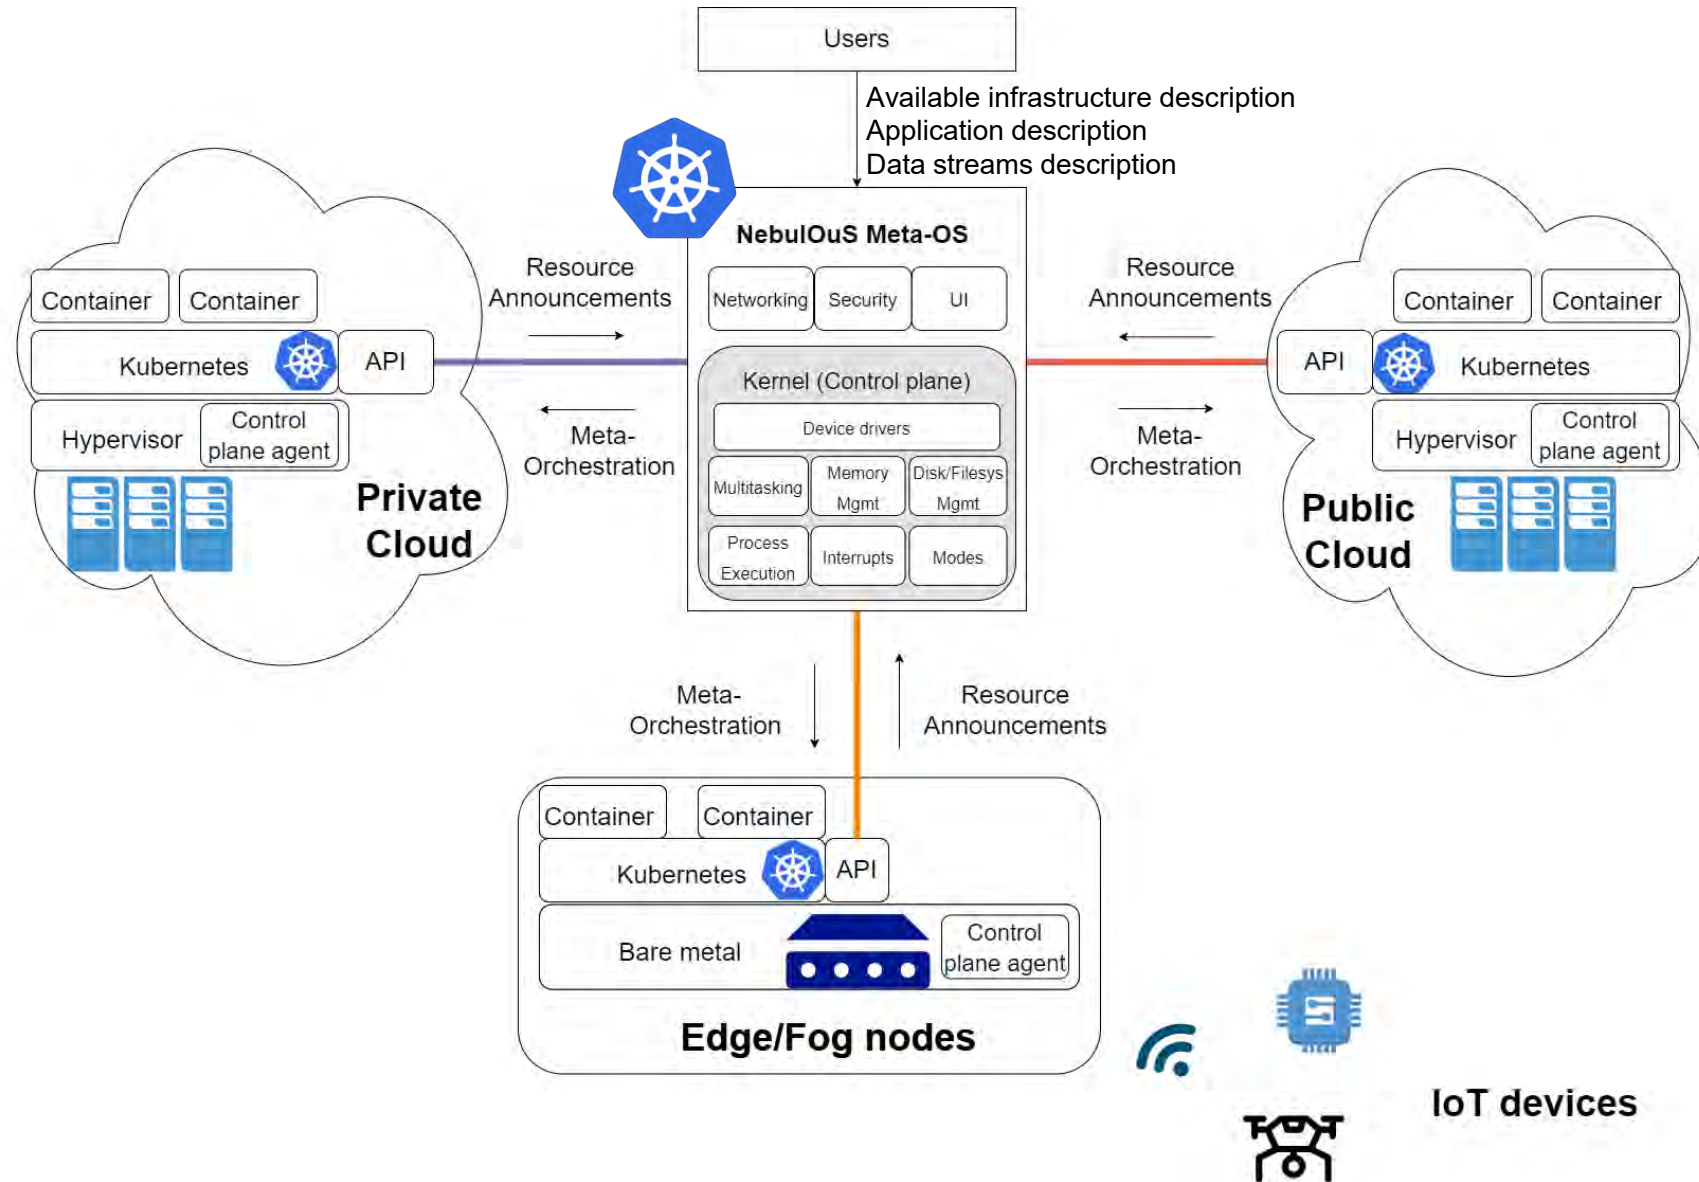 Users
Available infrastructure description
Application description
Data streams description
NebulOuS Meta-OS
Networking
Security
UI
Kernel (Control plane)
Device drivers
Multitasking
Memory
Mgmt
Disk/Filesys
Mgmt
Process
Execution
Interrupts
Modes
Resource
Announcements
Meta-
Orchestration
Container
Container
Kubernetes
API
Hypervisor
Control
plane agent
Private
Cloud
Resource
Announcements
Meta-
Orchestration
Container
Container
API
Kubernetes
Hypervisor
Control
plane agent
Public
Cloud
Meta-
Orchestration
Resource
Announcements
Container
Container
Kubernetes
API
Bare metal
Control
plane agent
Edge/Fog nodes
IoT devices